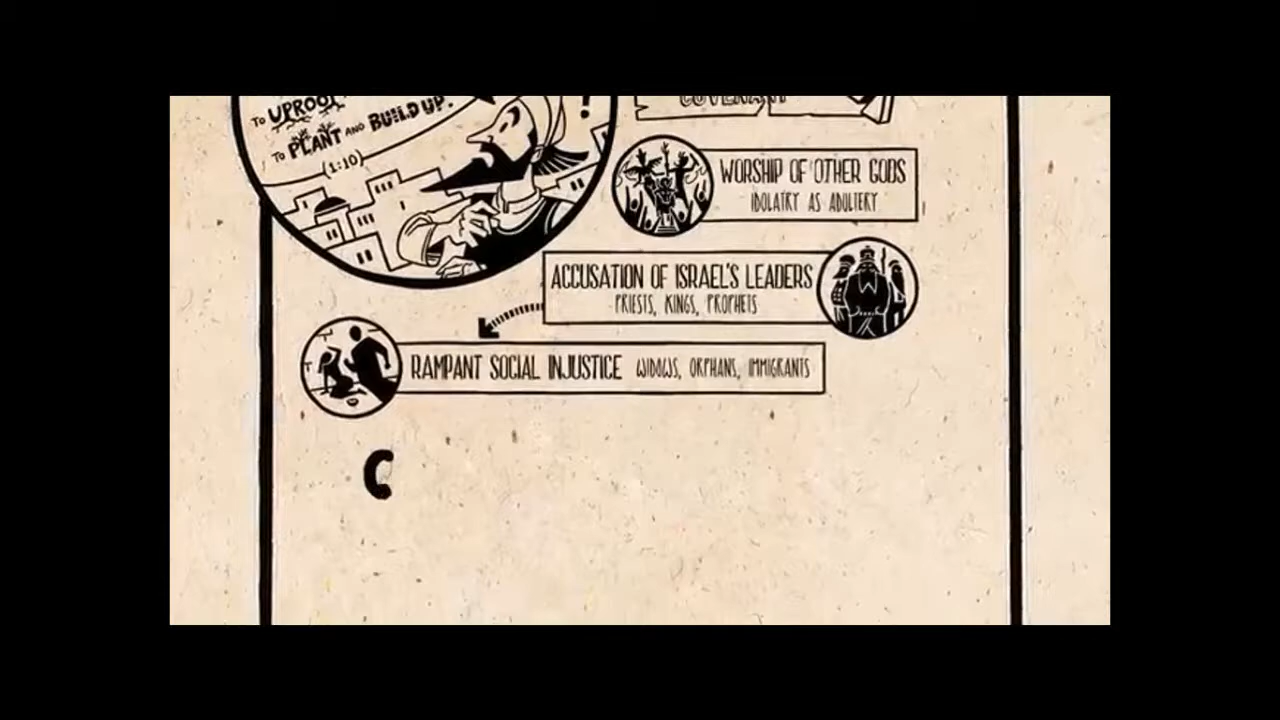 TO UPROOT
TO PLANT AND BUILD UP.
(1:10)
!
COVENANT
WORSHIP OF OTHER GODS
IDOLATRY AS ADULTERY
ACCUSATION OF ISRAEL'S LEADERS
PRIESTS, KINGS, PROPHETS
RAMPANT SOCIAL INJUSTICE WIDOWS, ORPHANS, IMMIGRANTS
C